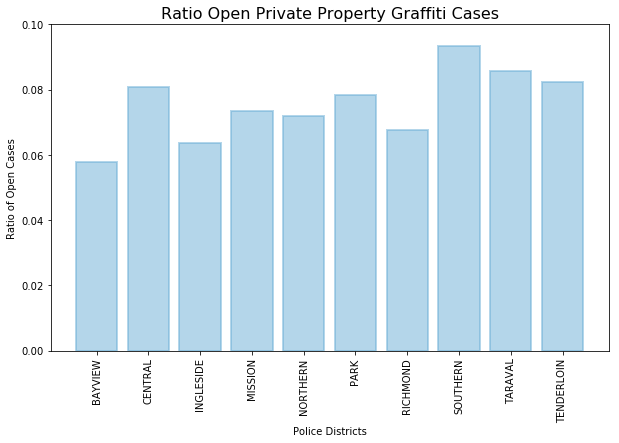 Ratio Open Private Property Graffiti Cases
0.10
0.08
0.06
0.04
0.02
0.00
Ratio of Open Cases
BAYVIEW
CENTRAL
INGLESIDE
MISSION
NORTHERN
PARK
RICHMOND
SOUTHERN
TARAVAL
TENDERLOIN
Police Districts